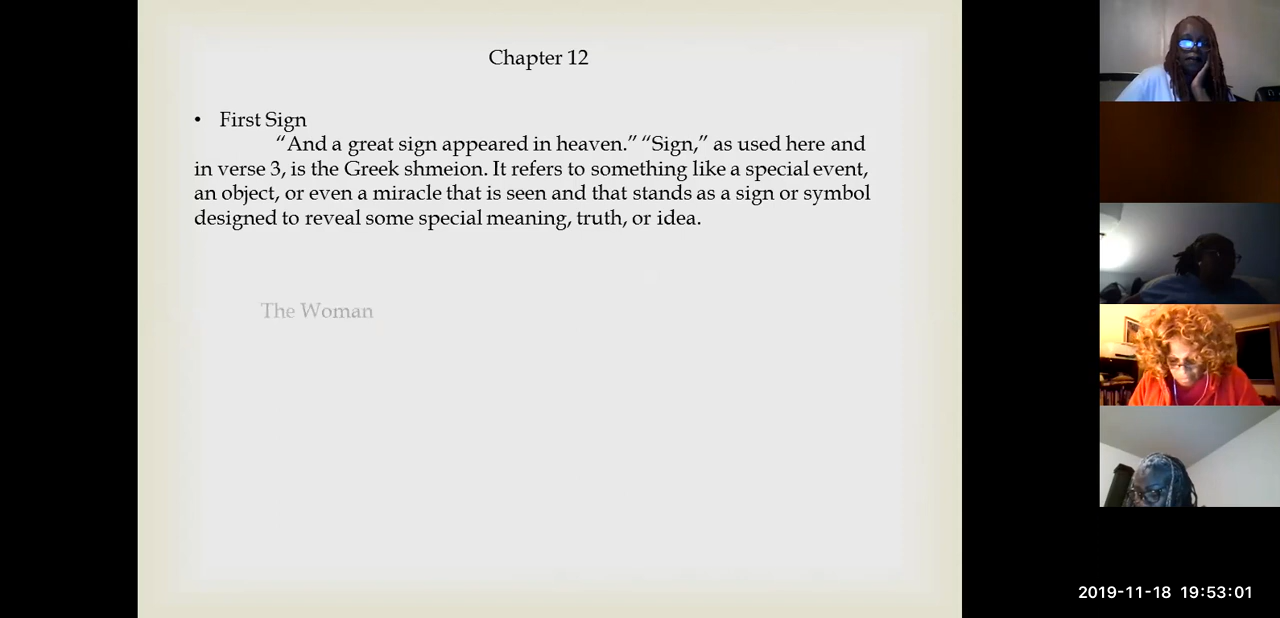 Chapter 12
• First Sign
“And a great sign appeared in heaven.” “Sign,” as used here and
in verse 3, is the Greek shmeion. It refers to something like a special event,
an object, or even a miracle that is seen and that stands as a sign or symbol
designed to reveal some special meaning, truth, or idea.
The Woman
2019-11-18 19:53:01